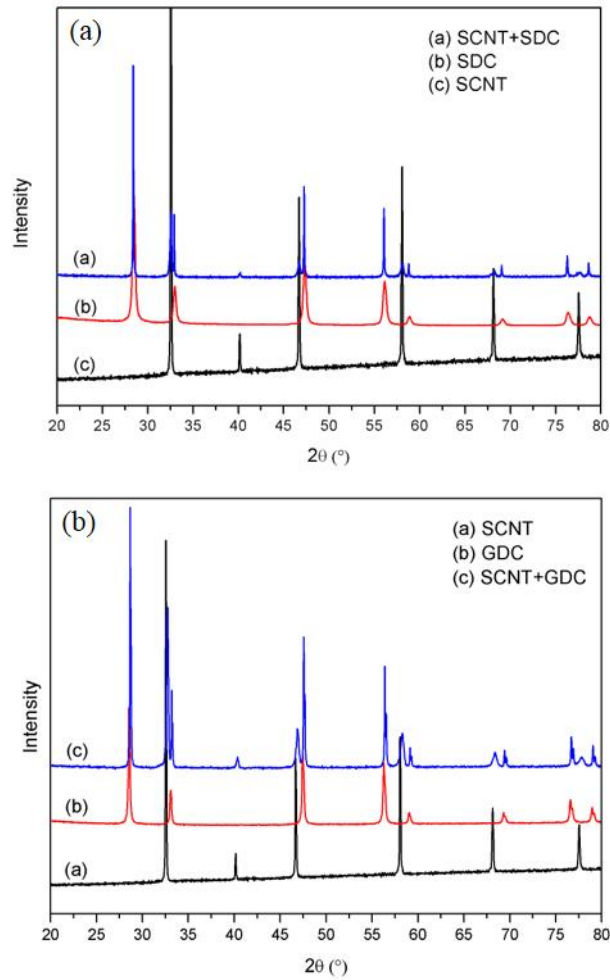 (a)
(a) SCNT+SDC
(b) SDC
(c) SCNT
Intensity
(a)
(b)
(c)
20 25 30 35 40 45 50 55 60 65 70 75 80
2θ (°)
(b)
(a) SCNT
(b) GDC
(c) SCNT+GDC
Intensity
(c)
(b)
(a)
20 25 30 35 40 45 50 55 60 65 70 75 80
2θ (°)